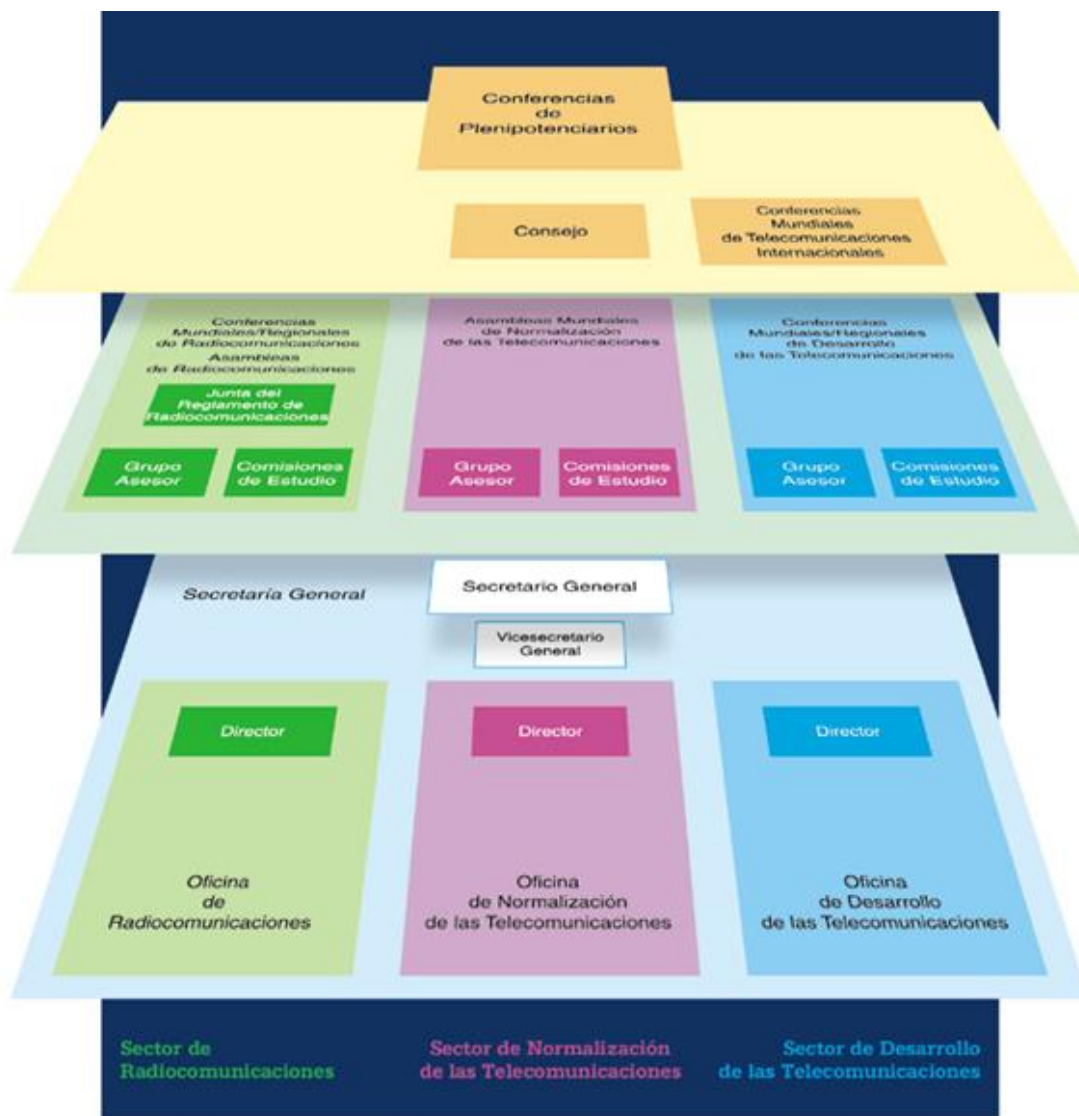 Conferencias
de
Plenipotenciarios
Consejo
Conferencias
Mundiales
de Telecomunicaciones
Internacionales
Conferencias
Mundiales/Regionales
de Radiocomunicaciones
Asambleas
de Radiocomunicaciones
Junta del
Reglamento de
Radiocomunicaciones
Grupo
Asesor
Comisiones
de Estudio
Asambleas Mundiales
de Normalización
de las Telecomunicaciones
Grupo
Asesor
Comisiones
de Estudio
Conferencias
Mundiales/Regionales
de Desarrollo
de las Telecomunicaciones
Grupo
Asesor
Comisiones
de Estudio
Secretaría General
Secretario General
Vicesecretario
General
Director
Oficina
de
Radiocomunicaciones
Director
Oficina
de Normalización
de las Telecomunicaciones
Director
Oficina
de Desarrollo
de las Telecomunicaciones
Sector de
Radiocomunicaciones
Sector de Normalización
de las Telecomunicaciones
Sector de Desarrollo
de las Telecomunicaciones